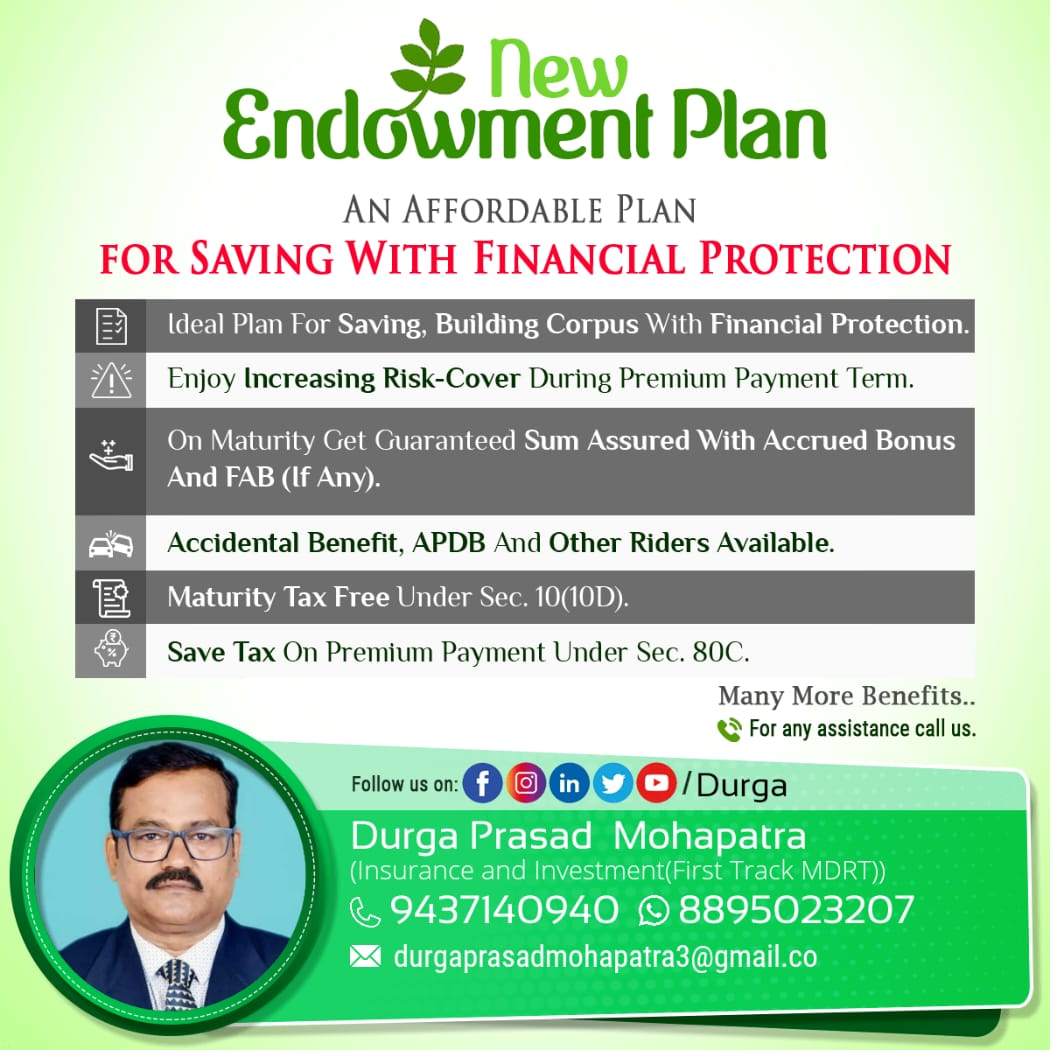 New
Endowment Plan
An Affordable Plan
for Saving With Financial Protection
Ideal Plan For Saving, Building Corpus With Financial Protection.
Enjoy Increasing Risk-Cover During Premium Payment Term.
On Maturity Get Guaranteed Sum Assured With Accrued Bonus
And FAB (If Any).
Accidental Benefit, APDB And Other Riders Available.
Maturity Tax Free Under Sec. 10(10D).
Save Tax On Premium Payment Under Sec. 80C.
Many More Benefits..
For any assistance call us.
Follow us on: /Durga
Durga Prasad Mohapatra
(Insurance and Investment(First Track MDRT))
9437140940 8895023207
durgaprasadmohapatra3@gmail.co